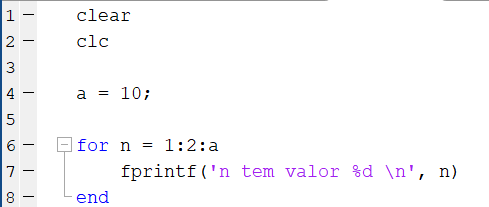 1 clear
2 clc
3
4 a = 10;
5
6 for n = 1:2:a
7 fprintf('n tem valor %d \n', n)
8 end